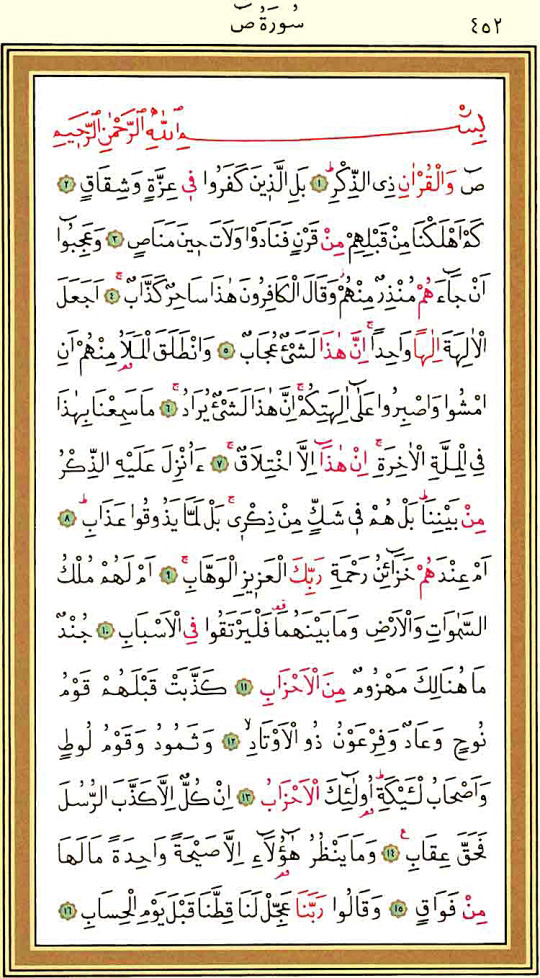 ٤٥٢
سُورَةُ صٓ
بِسْمِ اللّٰهِ الرَّحْمٰنِ الرَّح۪يمِ
صٓ وَالْقُرْاٰنِ ذِى الذِّكْرِۜ ﴿١﴾ بَلِ الَّذ۪ينَ كَفَرُوا ف۪ى عِزَّةٍ وَشِقَاقٍ ﴿٢﴾
كَمْ اَهْلَكْنَا مِنْ قَبْلِهِمْ مِنْ قَرْنٍ فَنَادَوْا وَلَاتَ ح۪ينَ مَنَاصٍ ﴿٣﴾ وَعَجِبُٓوا
اَنْ جَٓاءَهُمْ مُنْذِرٌ مِنْهُمْۘ وَقَالَ الْكَافِرُونَ هٰذَا سَاحِرٌ كَذَّابٌۚ ﴿٤﴾ اَجَعَلَ
الْاٰلِهَةَ اِلٰهًا وَاحِدًاۚ اِنَّ هٰذَا لَشَىْءٌ عُجَابٌ ﴿٥﴾ وَانْطَلَقَ الْمَلَاُ مِنْهُمْ اَنِ
امْشُوا وَاصْبِرُوا عَلٰٓى اٰلِهَتِكُمْۚ اِنَّ هٰذَا لَشَىْءٌ يُرَادُۚ ﴿٦﴾ مَا سَمِعْنَا بِهٰذَا
فِى الْمِلَّةِ الْاٰخِرَةِۚ اِنْ هٰذَٓا اِلَّا اخْتِلَاقٌۚ ﴿٧﴾ ءَاُنْزِلَ عَلَيْهِ الذِّكْرُ
مِنْ بَيْنِنَاۜ بَلْ هُمْ ف۪ى شَكٍّ مِنْ ذِكْر۪ىۚ بَلْ لَمَّا يَذُوقُوا عَذَابِۜ ﴿٨﴾
اَمْ عِنْدَهُمْ خَزَٓائِنُ رَحْمَةِ رَبِّكَ الْعَز۪يزِ الْوَهَّابِۚ ﴿٩﴾ اَمْ لَهُمْ مُلْكُ
السَّمٰوَاتِ وَالْاَرْضِ وَمَا بَيْنَهُمَا۠ فَلْيَرْتَقُوا فِى الْاَسْبَابِ ﴿١٠﴾ جُنْدٌ
مَا هُنَالِكَ مَهْزُومٌ مِنَ الْاَحْزَابِ ﴿١١﴾ كَذَّبَتْ قَبْلَهُمْ قَوْمُ
نُوحٍ وَعَادٌ وَفِرْعَوْنُ ذُو الْاَوْتَادِۙ ﴿١٢﴾ وَثَمُودُ وَقَوْمُ لُوطٍ
وَاَصْحَابُ لْـَٔيْكَةِۜ اُو۬لٰٓئِكَ الْاَحْزَابُ ﴿١٣﴾ اِنْ كُلٌّ اِلَّا كَذَّبَ الرُّسُلَ
فَحَقَّ عِقَابِ ﴿١٤﴾ وَمَا يَنْظُرُ هٰٓؤُ۬لَٓاءِ اِلَّا صَيْحَةً وَاحِدَةً مَا لَهَا
مِنْ فَوَاقٍ ﴿١٥﴾ وَقَالُوا رَبَّنَا عَجِّلْ لَنَا قِطَّنَا قَبْلَ يَوْمِ الْحِسَابِ ﴿١٦﴾